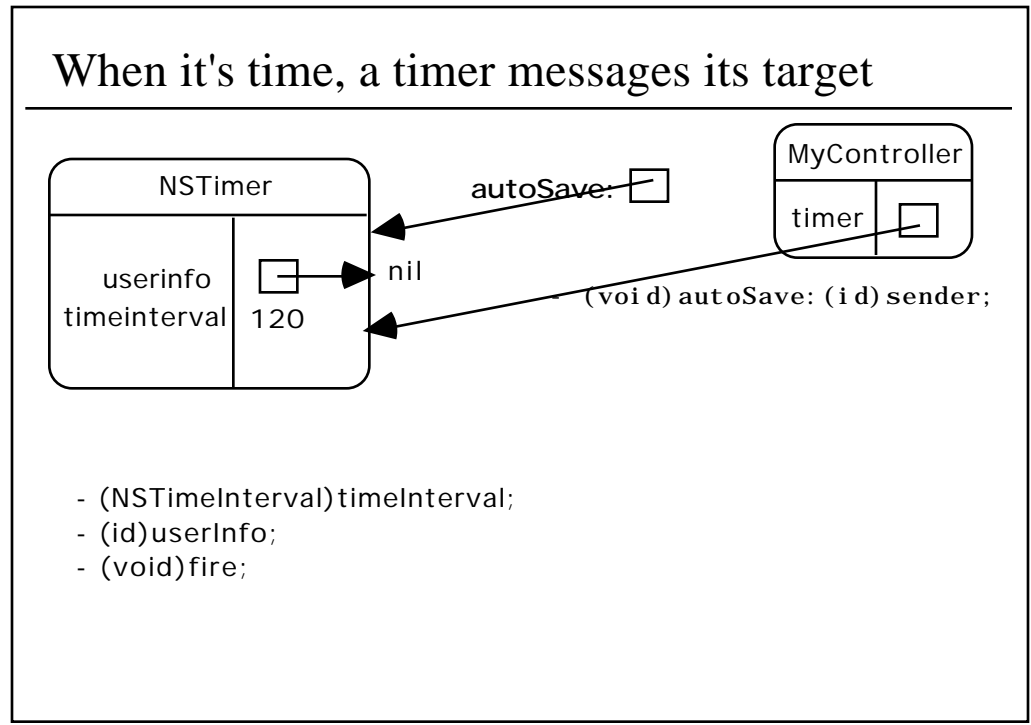 When it's time, a timer messages its target
NSTimer
userinfo
timeinterval
120
nil
autoSave:
MyController
timer
- (void)autoSave:(id)sender;
- (NSTimeInterval)timeInterval;
- (id)userInfo;
- (void)fire;